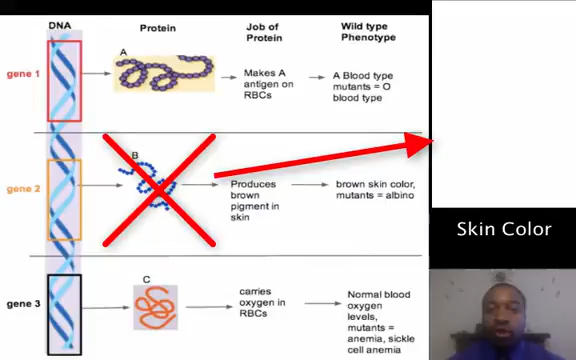 DNA
Protein
Job of
Protein
Wild type
Phenotype
gene 1
A
Makes A
antigen on
RBCs
A Blood type
mutants = O
blood type
gene 2
B
Produces
brown
pigment in
skin
brown skin color,
mutants = albino
Skin Color
gene 3
C
carries
oxygen in
RBCs
Normal blood
oxygen
levels,
mutants =
anemia, sickle
cell anemia